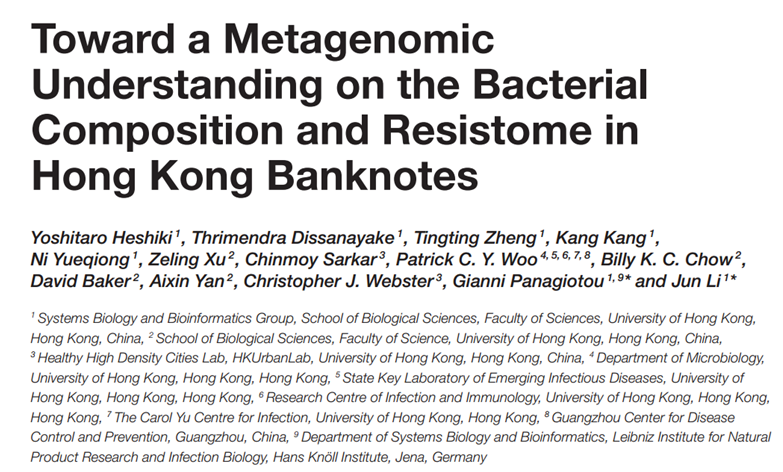 Toward a Metagenomic
Understanding on the Bacterial
Composition and Resistome in
Hong Kong Banknotes
Yoshitaro Heshiki 1, Thrimendra Dissanayake 1, Tingting Zheng 1, Kang Kang 1,
Ni Yueqiong 1, Zeling Xu 2, Chinmoy Sarkar 3, Patrick C. Y. Woo 4, 5, 6, 7, 8, Billy K. C. Chow 2,
David Baker 2, Aixin Yan 2, Christopher J. Webster 3, Gianni Panagiotou 1, 9* and Jun Li 1*
1 Systems Biology and Bioinformatics Group, School of Biological Sciences, Faculty of Sciences, University of Hong Kong,
Hong Kong, China, 2 School of Biological Sciences, Faculty of Science, University of Hong Kong, Hong Kong, China,
3 Healthy High Density Cities Lab, HKUrbanLab, University of Hong Kong, Hong Kong, China, 4 Department of Microbiology,
University of Hong Kong, Hong Kong, Hong Kong, 5 State Key Laboratory of Emerging Infectious Diseases, University of
Hong Kong, Hong Kong, Hong Kong, 6 Research Centre of Infection and Immunology, University of Hong Kong, Hong Kong,
Hong Kong, 7 The Carol Yu Centre for Infection, University of Hong Kong, Hong Kong, 8 Guangzhou Center for Disease
Control and Prevention, Guangzhou, China, 9 Department of Systems Biology and Bioinformatics, Leibniz Institute for Natural
Product Research and Infection Biology, Hans Knöll Institute, Jena, Germany